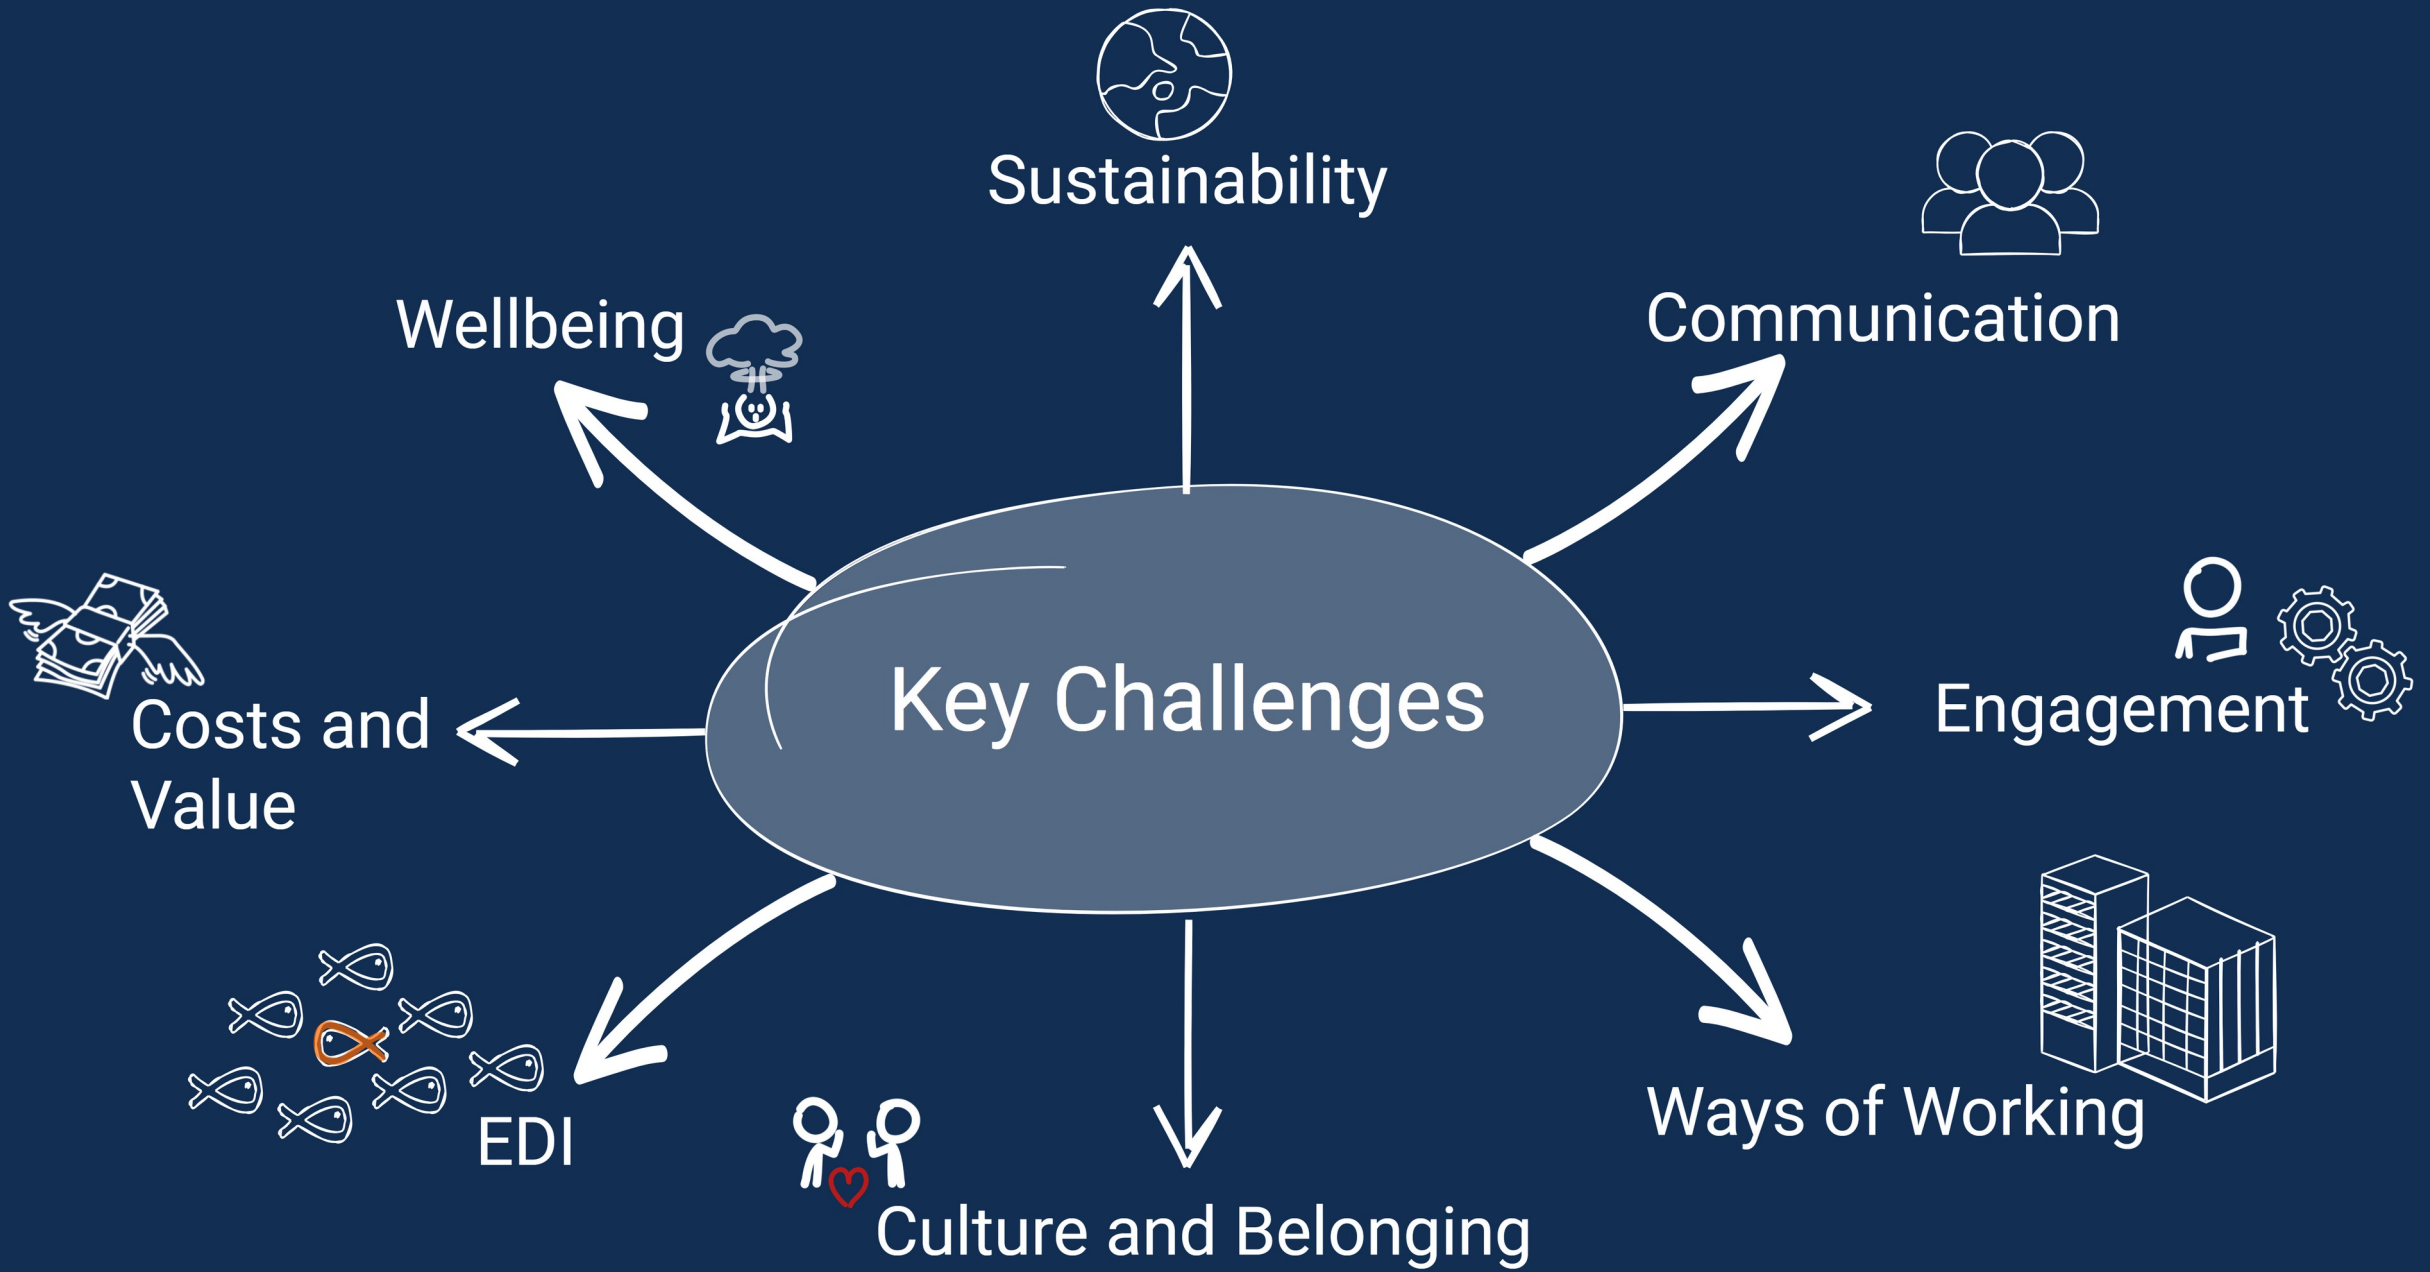 Sustainability
Communication
Wellbeing
Key Challenges
Engagement
Costs and
Value
Ways of Working
EDI
Culture and Belonging